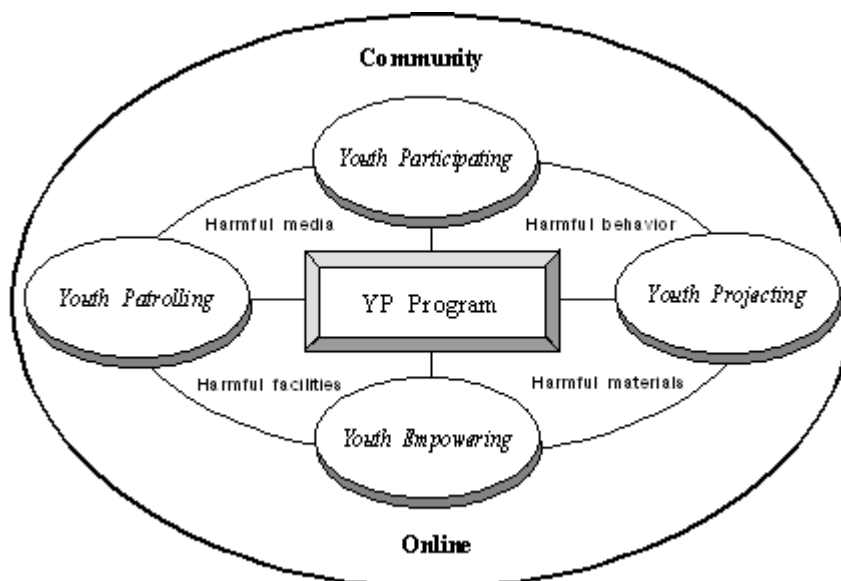 Community
Youth Participating
Harmful media
Harmful behavior
Youth Patrolling
YP Program
Youth Projecting
Harmful facilities
Harmful materials
Youth Empowering
Online